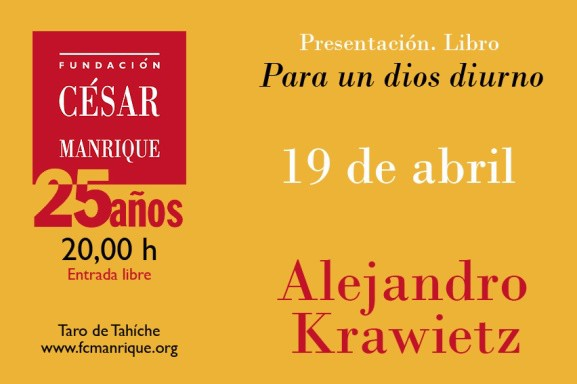 FUNDACIÓN
CÉSAR
MANRIQUE
25años
20,00 h
Entrada libre
Taro de Tahíche
www.fcmanrique.org
Presentación. Libro
Para un dios diurno
19 de abril
Alejandro
Krawietz